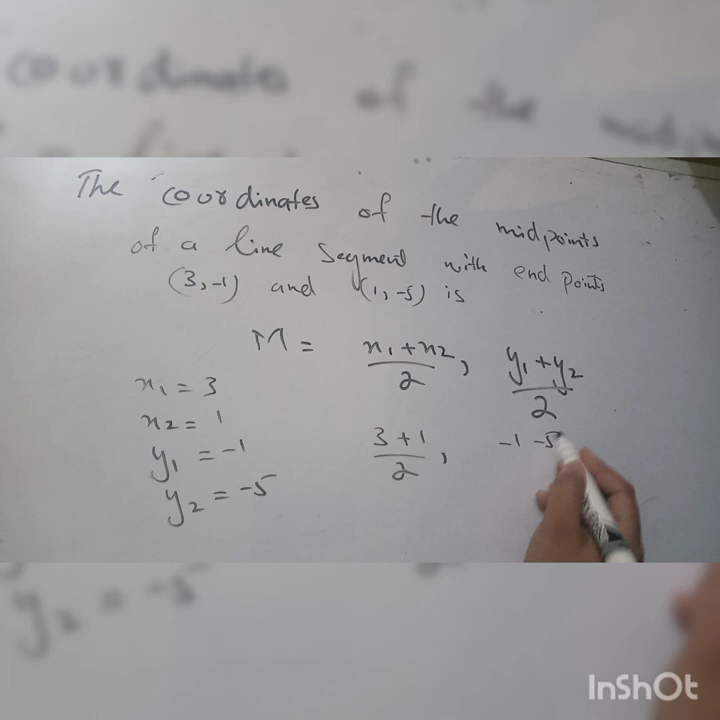 The coordinates of the midpoints
of a line segment with end points
(3, -1) and (1, -5) is
M = x₁ + x₂ / 2 , y₁ + y₂ / 2
x₁ = 3
x₂ = 1
y₁ = -1
y₂ = -5
3 + 1 / 2 , -1 -5
InShOt